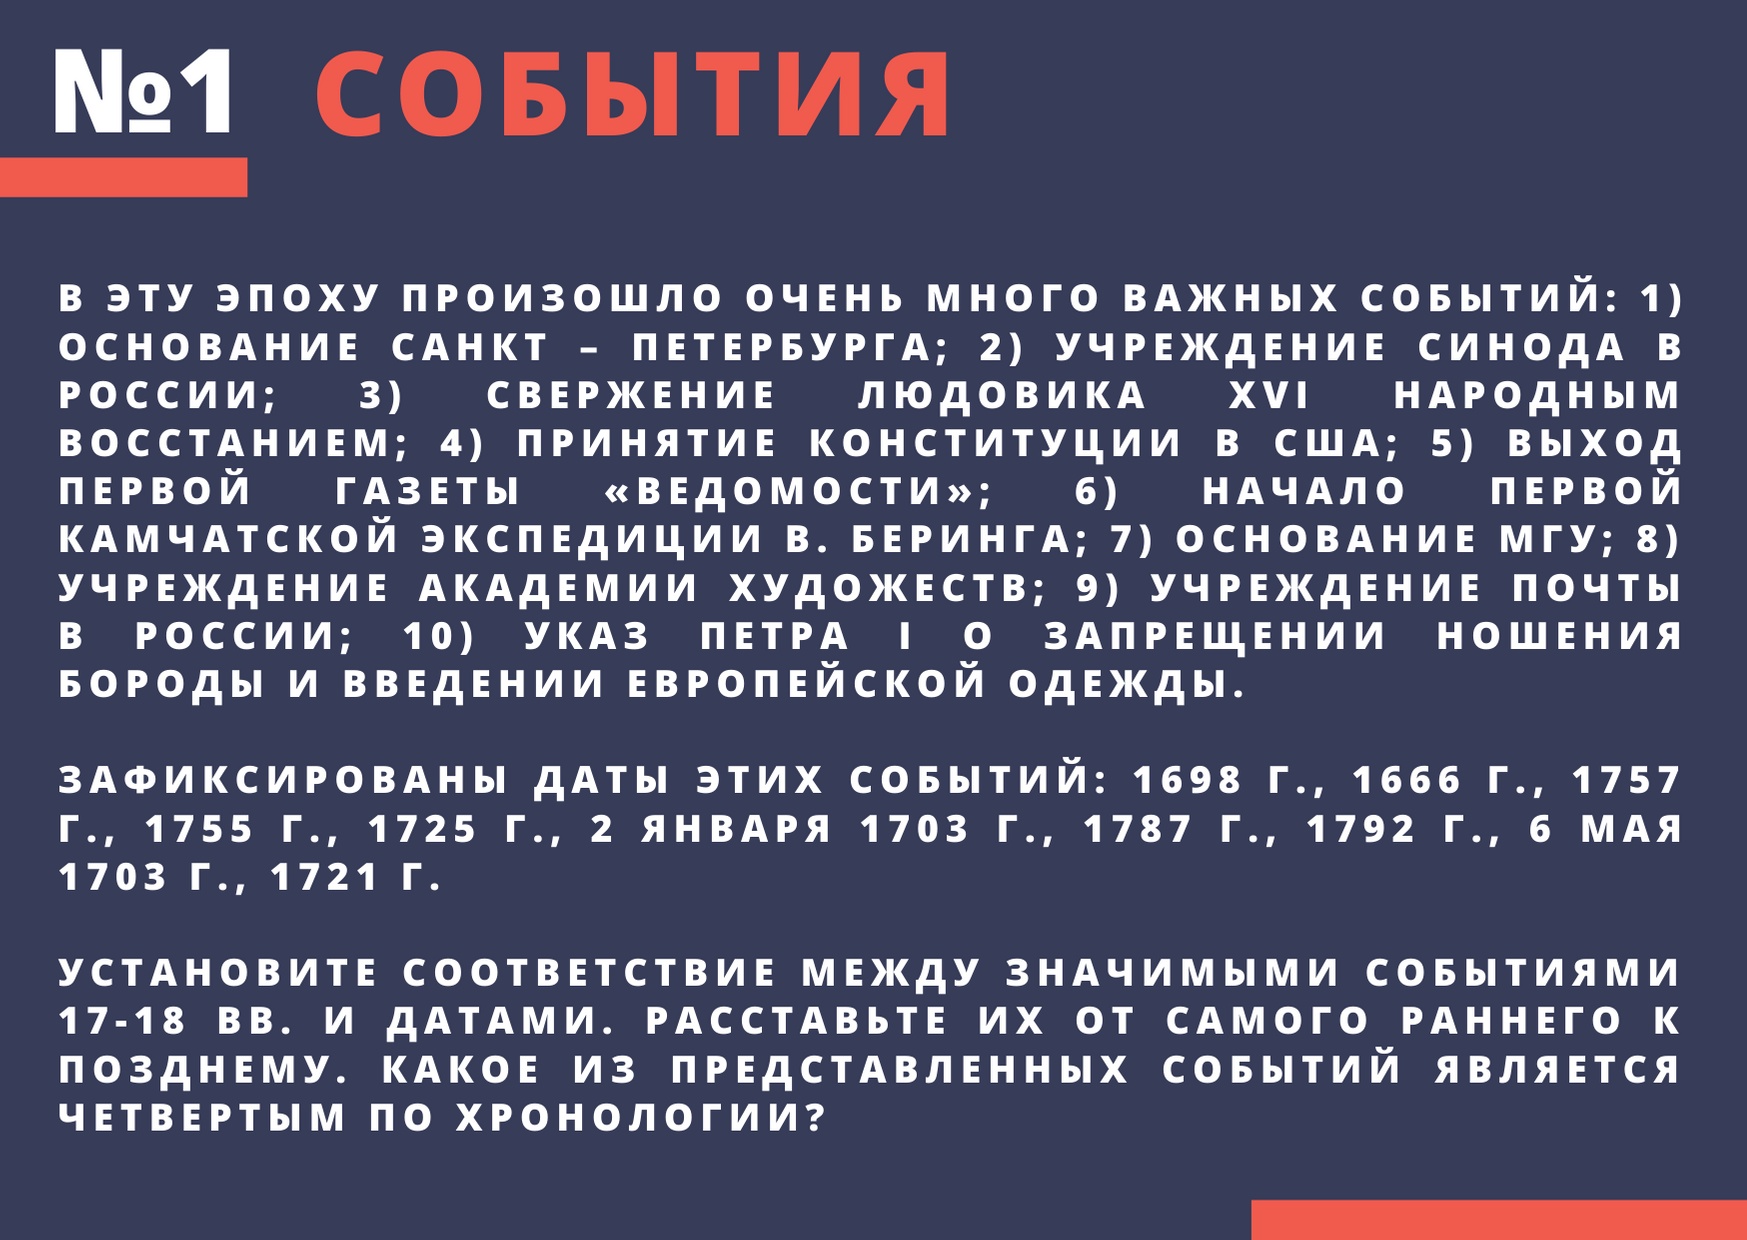 №1 СОБЫТИЯ
В ЭТУ ЭПОХУ ПРОИЗОШЛО ОЧЕНЬ МНОГО ВАЖНЫХ СОБЫТИЙ: 1)
ОСНОВАНИЕ САНКТ – ПЕТЕРБУРГА; 2) УЧРЕЖДЕНИЕ СИНОДА В
РОССИИ; 3) СВЕРЖЕНИЕ ЛЮДОВИКА XVI НАРОДНЫМ
ВОССТАНИЕМ; 4) ПРИНЯТИЕ КОНСТИТУЦИИ В США; 5) ВЫХОД
ПЕРВОЙ ГАЗЕТЫ «ВЕДОМОСТИ»; 6) НАЧАЛО ПЕРВОЙ
КАМЧАТСКОЙ ЭКСПЕДИЦИИ В. БЕРИНГА; 7) ОСНОВАНИЕ МГУ; 8)
УЧРЕЖДЕНИЕ АКАДЕМИИ ХУДОЖЕСТВ; 9) УЧРЕЖДЕНИЕ ПОЧТЫ
В РОССИИ; 10) УКАЗ ПЕТРА I О ЗАПРЕЩЕНИИ НОШЕНИЯ
БОРОДЫ И ВВЕДЕНИИ ЕВРОПЕЙСКОЙ ОДЕЖДЫ.
ЗАФИКСИРОВАНЫ ДАТЫ ЭТИХ СОБЫТИЙ: 1698 Г., 1666 Г., 1757
Г., 1755 Г., 1725 Г., 2 ЯНВАРЯ 1703 Г., 1787 Г., 1792 Г., 6 МАЯ
1703 Г., 1721 Г.
УСТАНОВИТЕ СООТВЕТСТВИЕ МЕЖДУ ЗНАЧИМЫМИ СОБЫТИЯМИ
17-18 ВВ. И ДАТАМИ. РАССТАВЬТЕ ИХ ОТ САМОГО РАННЕГО К
ПОЗДНЕМУ. КАКОЕ ИЗ ПРЕДСТАВЛЕННЫХ СОБЫТИЙ ЯВЛЯЕТСЯ
ЧЕТВЕРТЫМ ПО ХРОНОЛОГИИ?